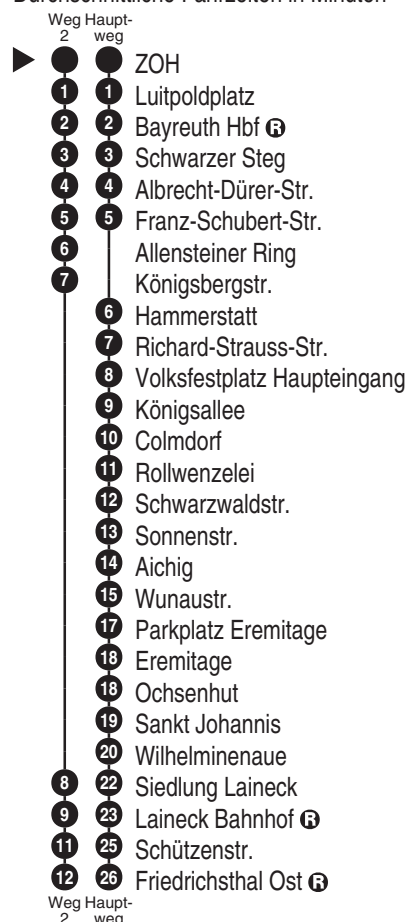 Durchschnittliche Fahrzeiten in Minuten
Weg Haupt-
2 weg
ZOH
1 1 Luitpoldplatz
2 2 Bayreuth Hbf R
3 3 Schwarzer Steg
4 4 Albrecht-Dürer-Str.
5 5 Franz-Schubert-Str.
6 Allensteiner Ring
7 Königsbergstr.
6 Hammerstatt
7 Richard-Strauss-Str.
8 Volksfestplatz Haupteingang
9 Königsallee
10 Colmdorf
11 Rollwenzelei
12 Schwarzwaldstr.
13 Sonnenstr.
14 Aichig
15 Wunaustr.
17 Parkplatz Eremitage
18 Eremitage
18 Ochsenhut
19 Sankt Johannis
20 Wilhelminenaue
8 22 Siedlung Laineck
9 23 Laineck Bahnhof R
11 25 Schützenstr.
12 26 Friedrichsthal Ost R
Weg Haupt-
2 weg